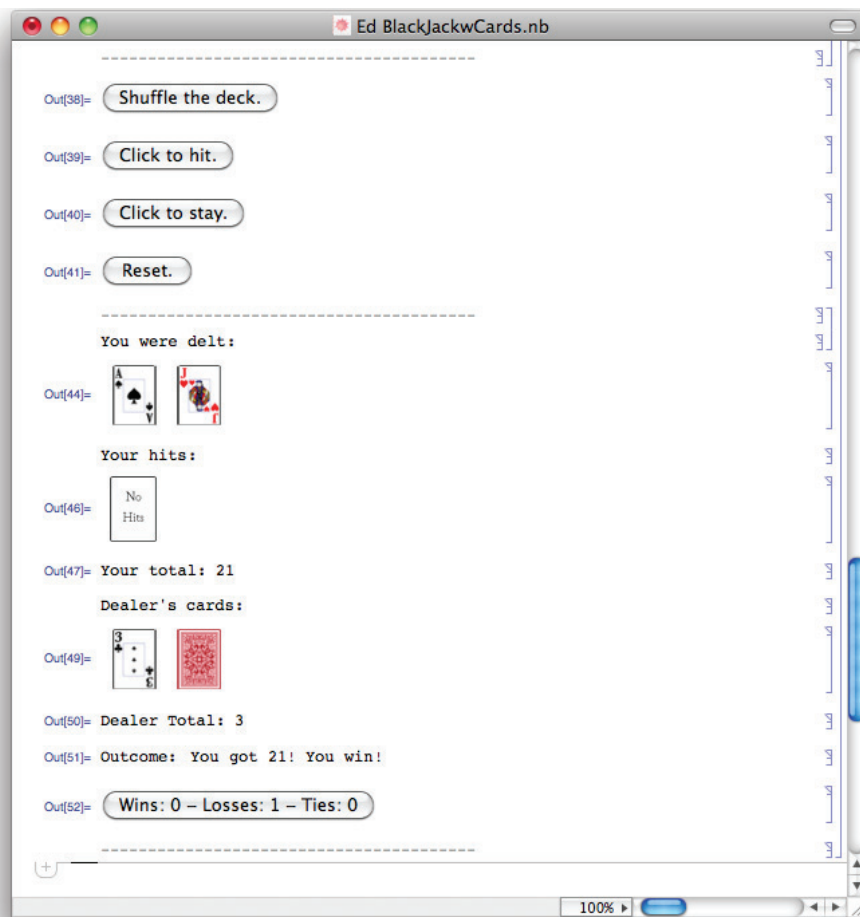 Ed BlackJackwCards.nb
----------------------------------------
Out[38]= Shuffle the deck.
Out[39]= Click to hit.
Out[40]= Click to stay.
Out[41]= Reset.
----------------------------------------
You were delt:
Out[44]= A A J J
Your hits:
Out[46]= No
Hits
Out[47]= Your total: 21
Dealer's cards:
Out[49]= 3 3
Out[50]= Dealer Total: 3
Out[51]= Outcome: You got 21! You win!
Out[52]= Wins: 0 – Losses: 1 – Ties: 0
----------------------------------------
100%